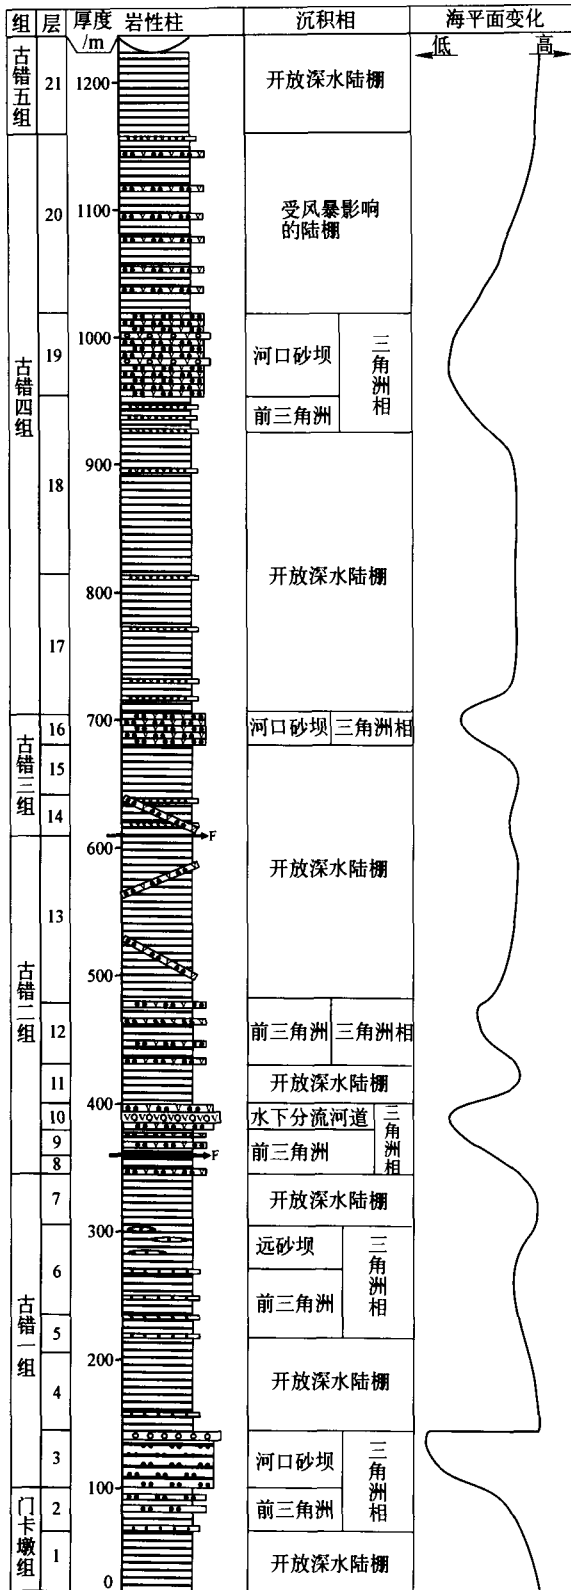 组 层 厚度/m 岩性柱 沉积相 海平面变化
低 高
古错五组 21 1200 开放深水陆棚
20 1100 受风暴影响
的陆棚
古错四组
19 1000 河口砂坝 三角洲相
前三角洲
18 900
开放深水陆棚
800
17
700
16 河口砂坝 三角洲相
古错三组 15
14
F
600 开放深水陆棚
13
古错二组 500
12 前三角洲 三角洲相
11 开放深水陆棚
400
10 水下分流河道 三角洲相
9 前三角洲
8 F
7 开放深水陆棚
300
6 远砂坝 三角洲相
前三角洲
古错一组 5
200
4 开放深水陆棚
3 河口砂坝 三角洲相
100
门卡墩组 2 前三角洲
1 开放深水陆棚
0